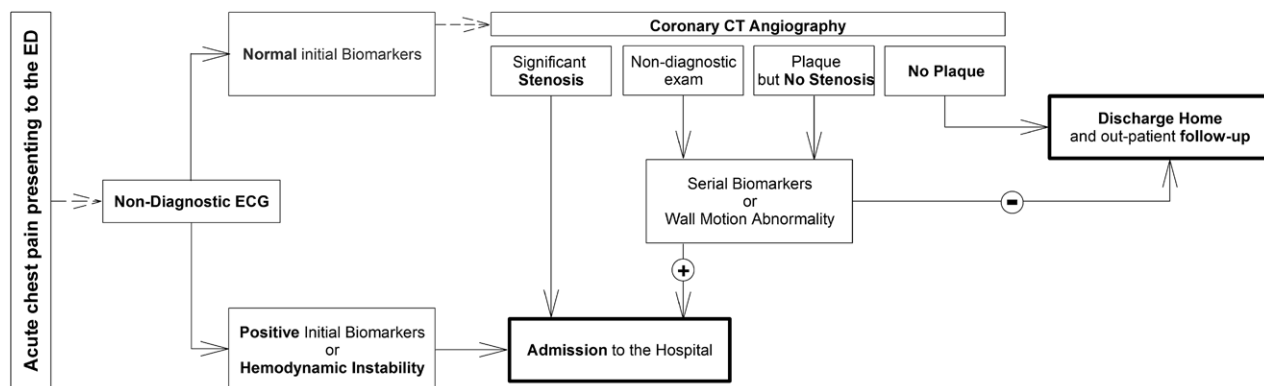 Acute chest pain presenting to the ED
Non-Diagnostic ECG
Normal initial Biomarkers
Positive Initial Biomarkers
or
Hemodynamic Instability
Coronary CT Angiography
Significant
Stenosis
Non-diagnostic
exam
Plaque
but No Stenosis
No Plaque
Serial Biomarkers
or
Wall Motion Abnormality
+
-
Admission to the Hospital
Discharge Home
and out-patient follow-up